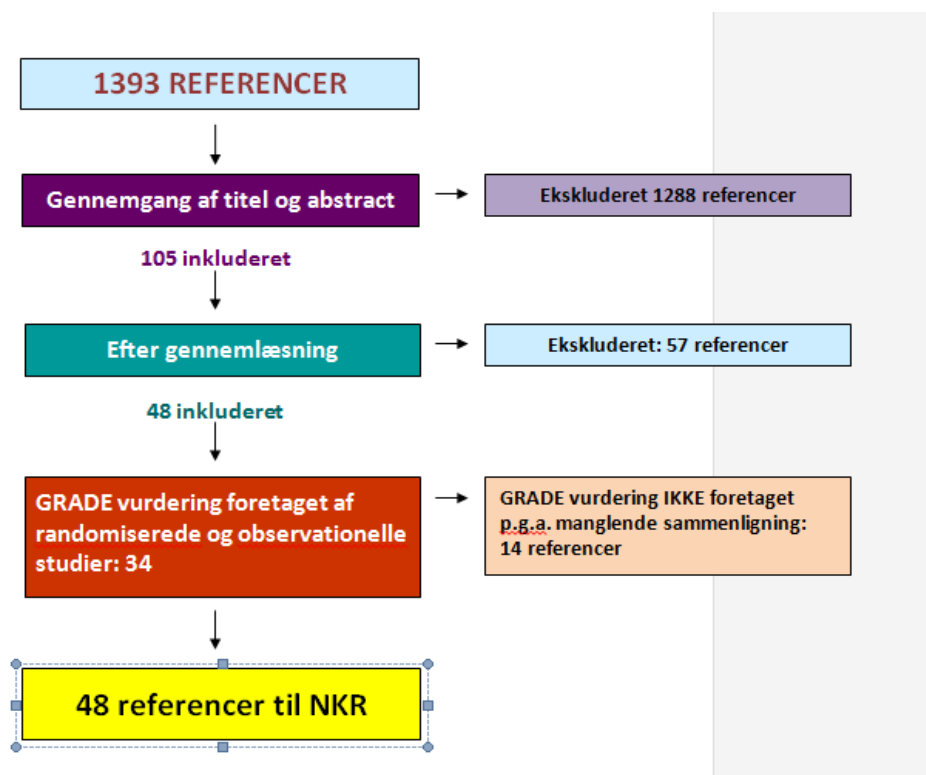 1393 REFERENCER
Gennemgang af titel og abstract
Ekskluderet 1288 referencer
105 inkluderet
Efter gennemlæsning
Ekskluderet: 57 referencer
48 inkluderet
GRADE vurdering foretaget af
randomiserede og observationelle
studier: 34
GRADE vurdering IKKE foretaget
p.g.a. manglende sammenligning:
14 referencer
48 referencer til NKR